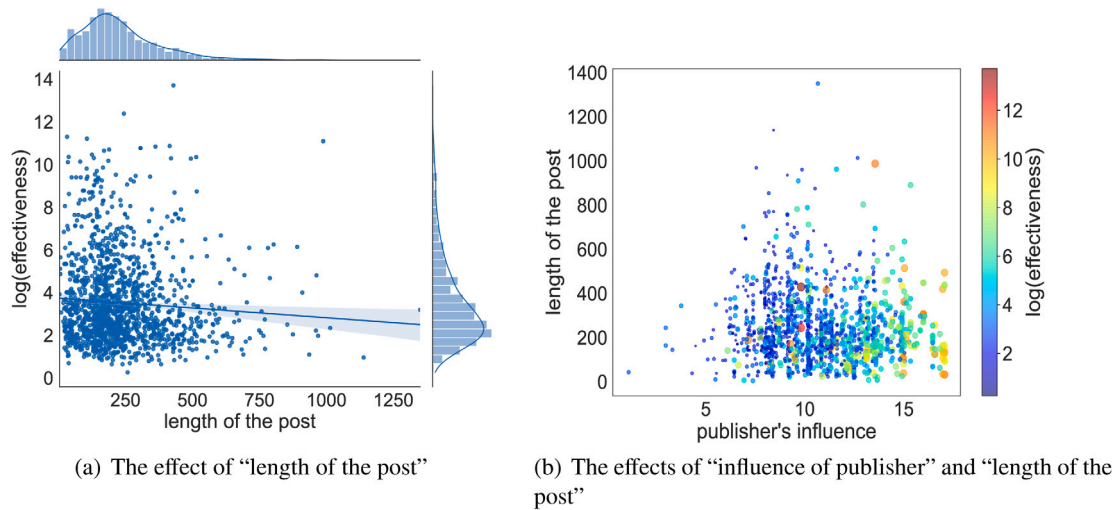 14
12
10
8
6
4
2
0
log(effectiveness)
250 500 750 1000 1250
length of the post
(a) The effect of “length of the post”
1400
1200
1000
800
600
400
200
0
length of the post
5 10 15
publisher's influence
12
10
8
6
4
2
log(effectiveness)
(b) The effects of “influence of publisher” and “length of the
post”